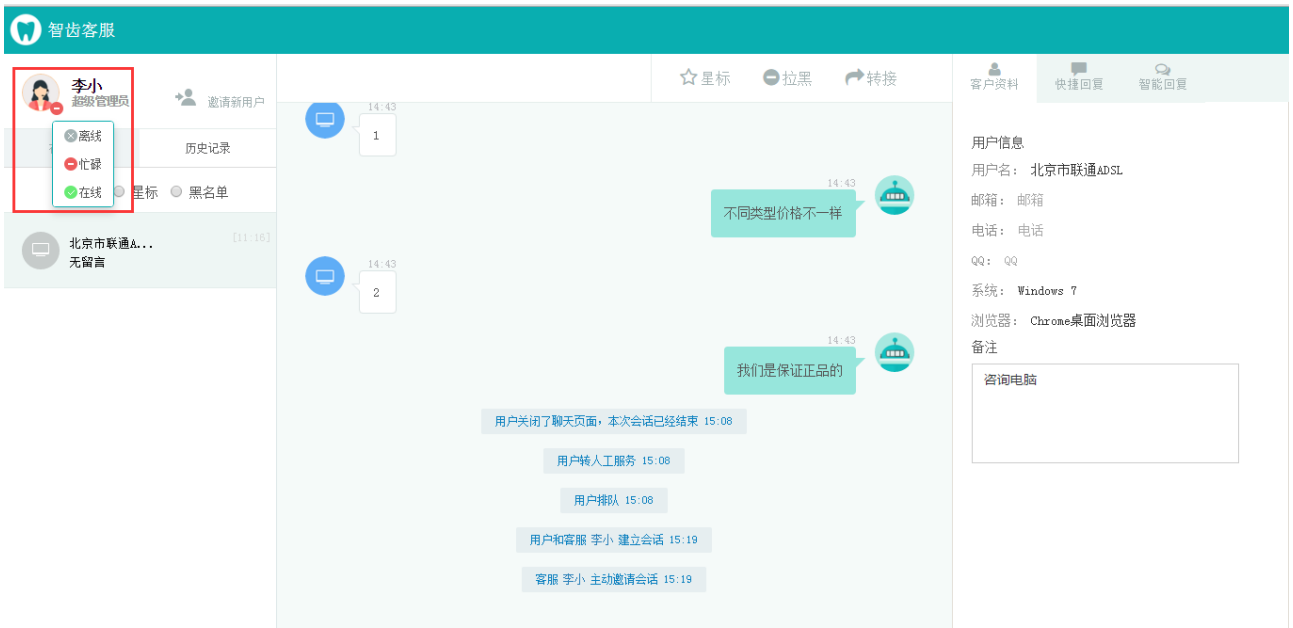 智齿客服
李小
超级管理员
邀请新用户
离线
忙碌
在线
历史记录
星标
黑名单
北京市联通A...
[11:16]
无留言
星标
拉黑
转接
14:43
1
14:43
不同类型价格不一样
14:43
2
14:43
我们是保证正品的
用户关闭了聊天页面，本次会话已经结束 15:08
用户转人工服务 15:08
用户排队 15:08
用户和客服 李小 建立会话 15:19
客服 李小 主动邀请会话 15:19
客户资料
快捷回复
智能回复
用户信息
用户名： 北京市联通ADSL
邮箱： 邮箱
电话： 电话
QQ： QQ
系统： Windows 7
浏览器： Chrome桌面浏览器
备注
咨询电脑